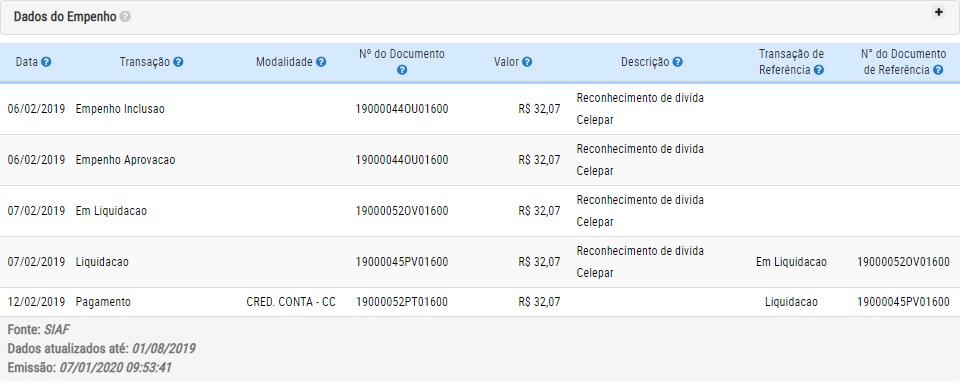 Dados do Empenho ?
+
Data ? Transação ? Modalidade ? Nº do Documento ? Valor ? Descrição ? Transação de Referência ? N° do Documento de Referência ?
06/02/2019 Empenho Inclusao 19000044OU01600 R$ 32,07 Reconhecimento de divida
Celepar
06/02/2019 Empenho Aprovacao 19000044OU01600 R$ 32,07 Reconhecimento de divida
Celepar
07/02/2019 Em Liquidacao 19000052OV01600 R$ 32,07 Reconhecimento de divida
Celepar
07/02/2019 Liquidacao 19000045PV01600 R$ 32,07 Reconhecimento de divida
Celepar Em Liquidacao 19000052OV01600
12/02/2019 Pagamento CRED. CONTA - CC 19000052PT01600 R$ 32,07 Liquidacao 19000045PV01600
Fonte: SIAF
Dados atualizados até: 01/08/2019
Emissão: 07/01/2020 09:53:41